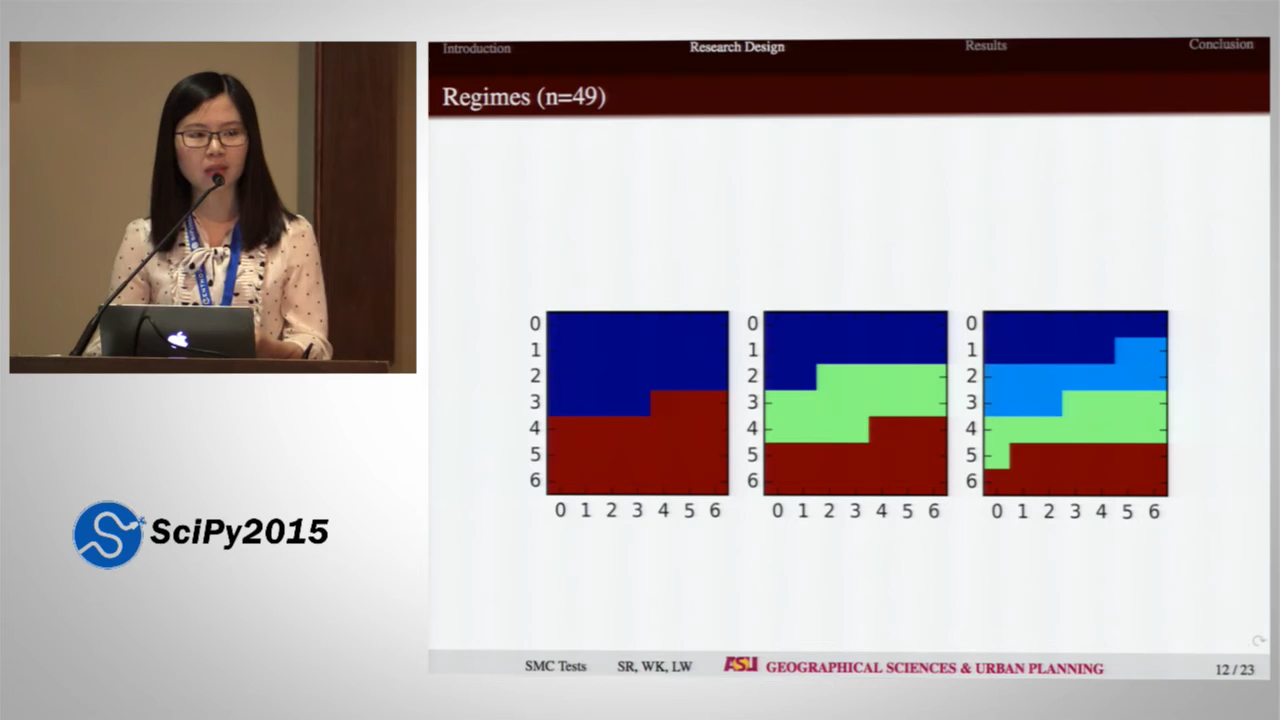 Introduction Research Design Results Conclusion
Regimes (n=49)
0 0 0
1 1 1
2 2 2
3 3 3
4 4 4
5 5 5
6 6 6
0 1 2 3 4 5 6 0 1 2 3 4 5 6 0 1 2 3 4 5 6
SciPy2015
SMC Tests SR, WK, LW ASU GEOGRAPHICAL SCIENCES & URBAN PLANNING 12 / 23